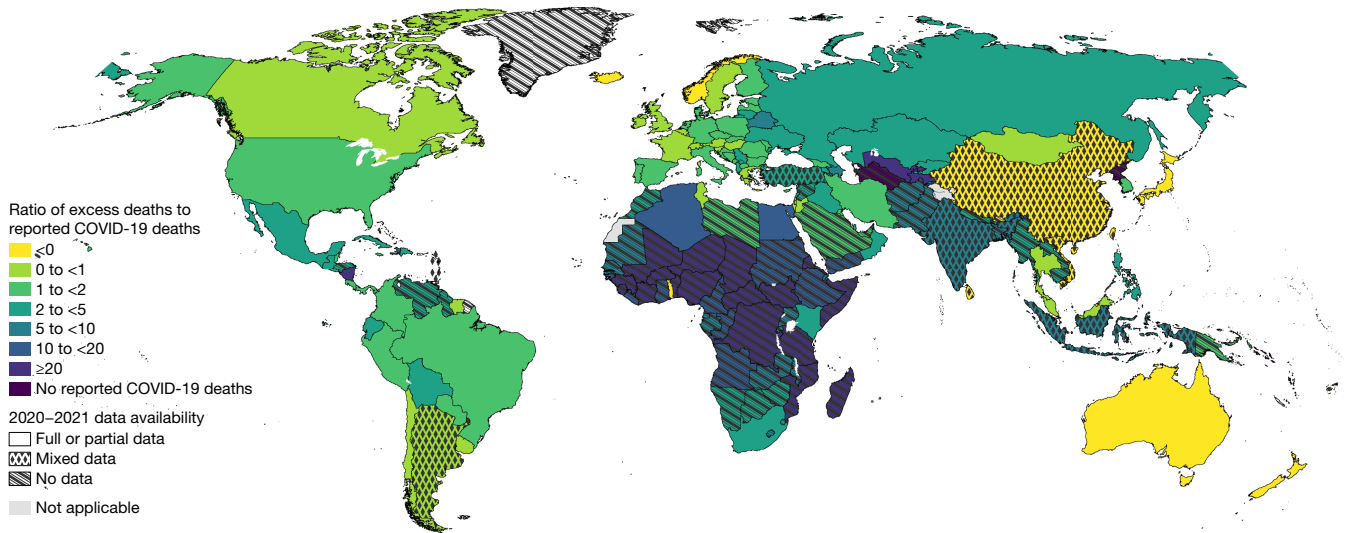 Ratio of excess deaths to
reported COVID-19 deaths
<0
0 to <1
1 to <2
2 to <5
5 to <10
10 to <20
≥20
No reported COVID-19 deaths
2020–2021 data availability
Full or partial data
Mixed data
No data
Not applicable